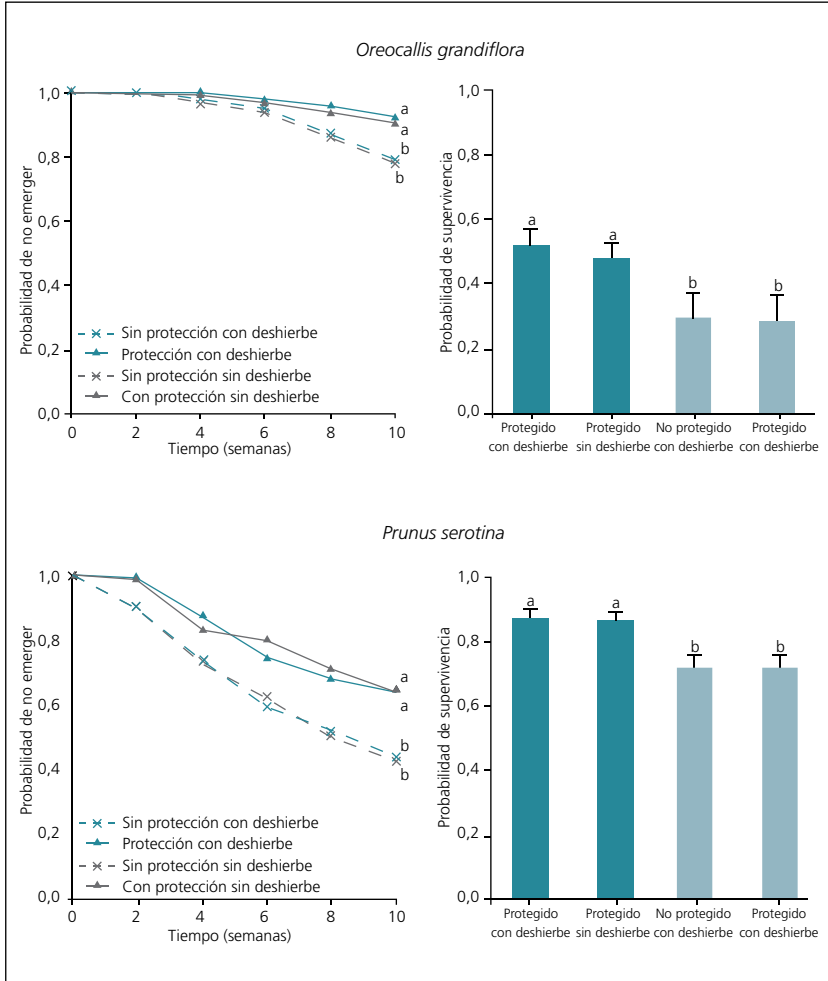 Oreocallis grandiflora
Probabilidad de no emerger
1,0
0,8
0,6
0,4
0,2
0,0
a
a
b
b
Sin protección con deshierbe
Protección con deshierbe
Sin protección sin deshierbe
Con protección sin deshierbe
0 2 4 6 8 10
Tiempo (semanas)
Probabilidad de supervivencia
1,0
0,8
0,6
0,4
0,2
0,0
a a b b
Protegido Protegido No protegido Protegido
con deshierbe sin deshierbe con deshierbe con deshierbe
Prunus serotina
Probabilidad de no emerger
1,0
0,8
0,6
0,4
0,2
0,0
a
a
b
b
Sin protección con deshierbe
Protección con deshierbe
Sin protección sin deshierbe
Con protección sin deshierbe
0 2 4 6 8 10
Tiempo (semanas)
Probabilidad de supervivencia
1,0
0,8
0,6
0,4
0,2
0,0
a a b b
Protegido Protegido No protegido Protegido
con deshierbe sin deshierbe con deshierbe con deshierbe